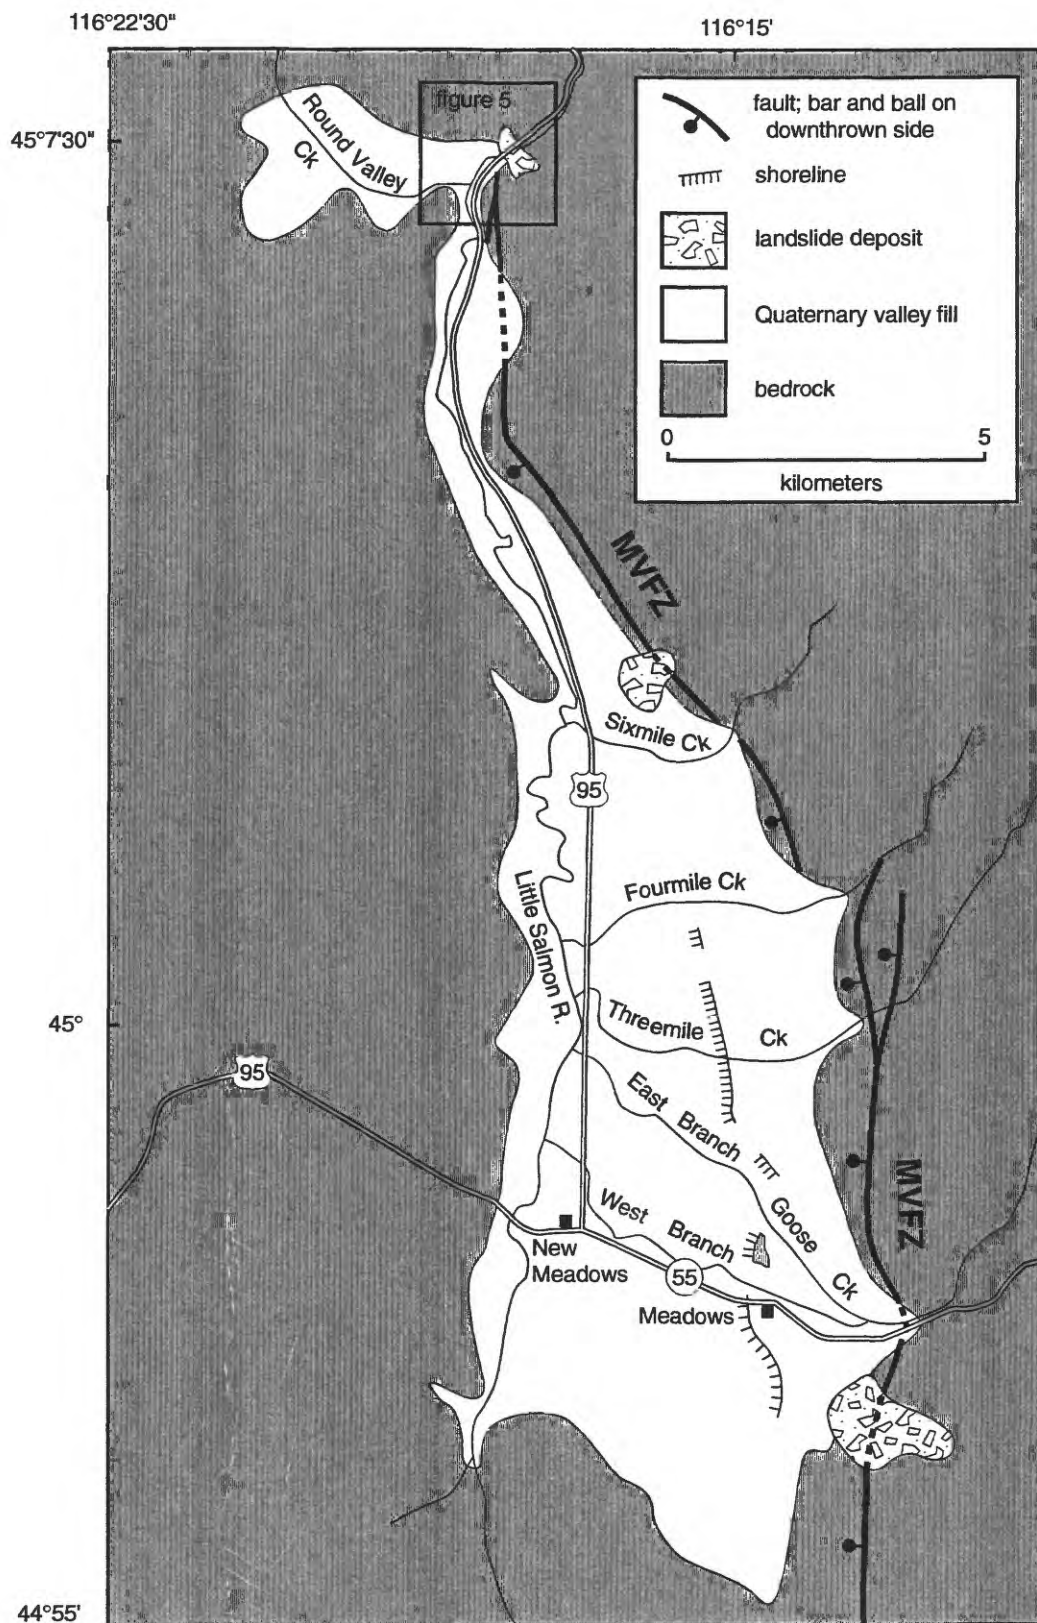 116°22'30"
116°15'
45°7'30"
figure 5
Round Valley
Ck
fault; bar and ball on
downthrown side
shoreline
landslide deposit
Quaternary valley fill
bedrock
0 5
kilometers
MVFZ
Sixmile Ck
95
Fourmile Ck
Little Salmon R.
45°
Threemile Ck
95
East Branch Goose Ck
MVFZ
West Branch
New
Meadows
55
Meadows
44°55'